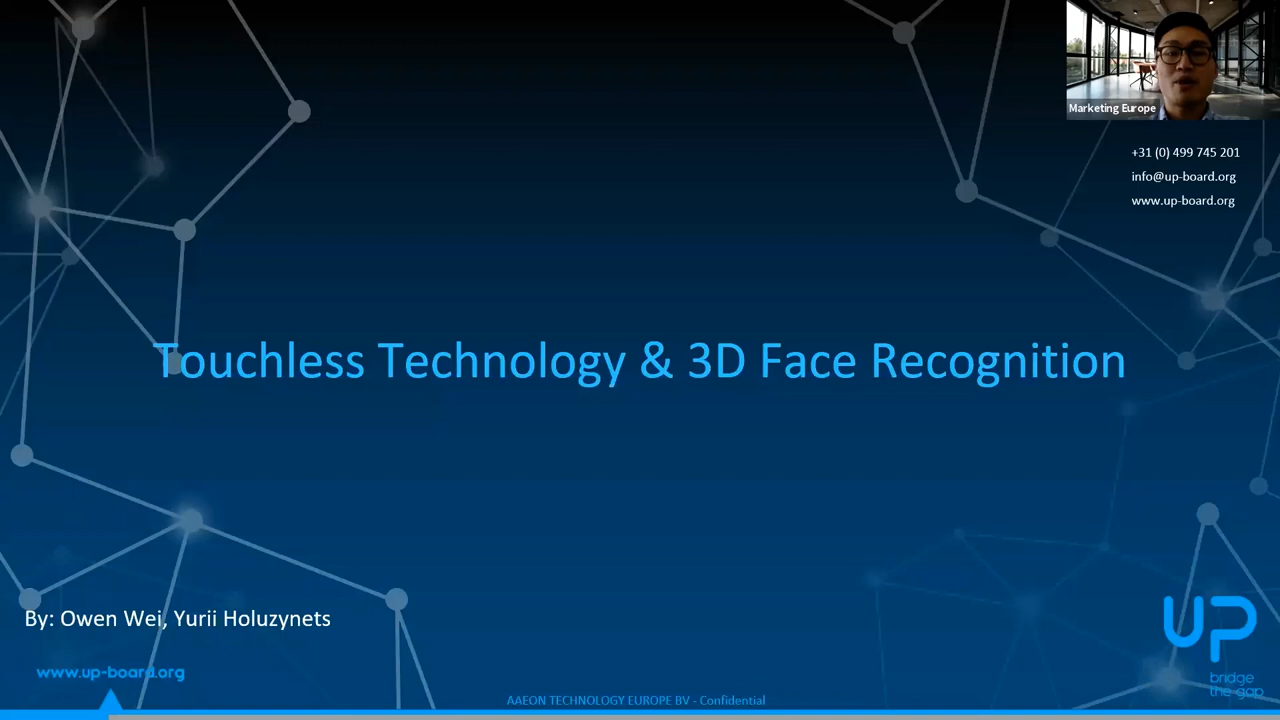 Marketing Europe
+31 (0) 499 745 201
info@up-board.org
www.up-board.org
Touchless Technology & 3D Face Recognition
By: Owen Wei, Yurii Holuzynets
www.up-board.org
UP
bridge
the gap
AAEON TECHNOLOGY EUROPE BV - Confidential